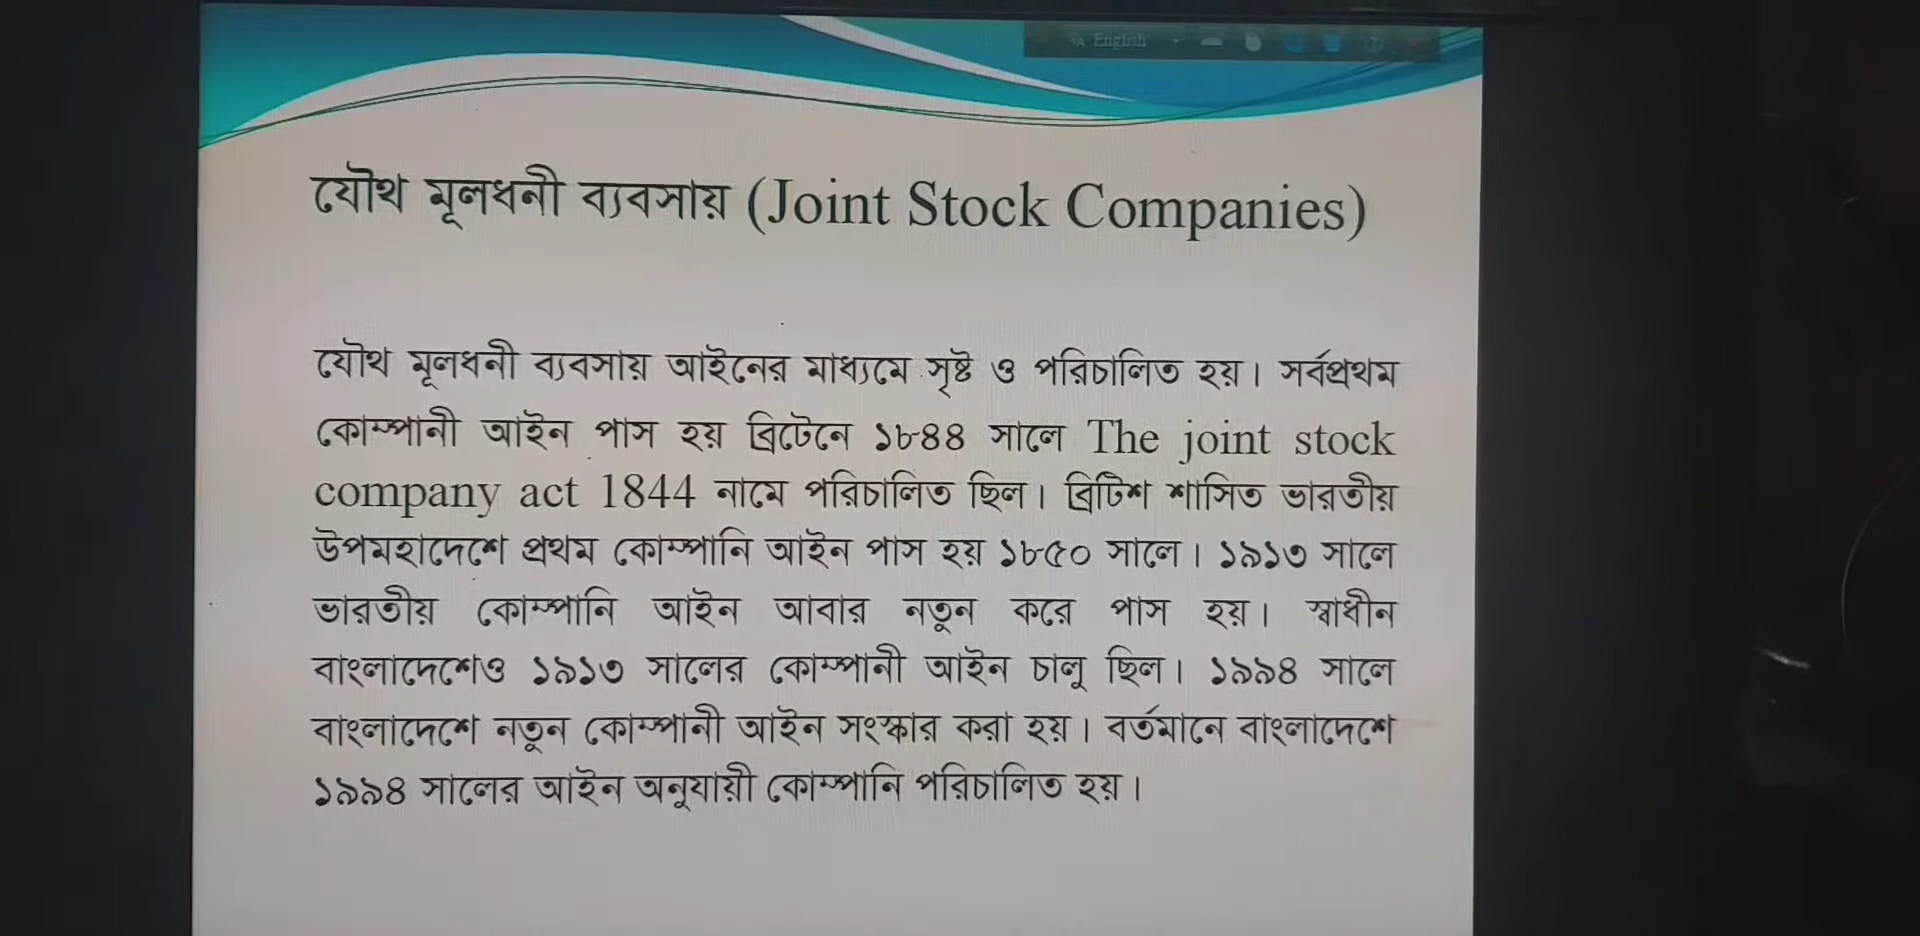 English
যৌথ মূলধনী ব্যবসায় (Joint Stock Companies)
যৌথ মূলধনী ব্যবসায় আইনের মাধ্যমে সৃষ্ট ও পরিচালিত হয়। সর্বপ্রথম
কোম্পানী আইন পাস হয় ব্রিটেনে ১৮৪৪ সালে The joint stock
company act 1844 নামে পরিচালিত ছিল। ব্রিটিশ শাসিত ভারতীয়
উপমহাদেশে প্রথম কোম্পানি আইন পাস হয় ১৮৫০ সালে। ১৯১৩ সালে
ভারতীয় কোম্পানি আইন আবার নতুন করে পাস হয়। স্বাধীন
বাংলাদেশেও ১৯১৩ সালের কোম্পানী আইন চালু ছিল। ১৯৯৪ সালে
বাংলাদেশে নতুন কোম্পানী আইন সংস্কার করা হয়। বর্তমানে বাংলাদেশে
১৯৯৪ সালের আইন অনুযায়ী কোম্পানি পরিচালিত হয়।